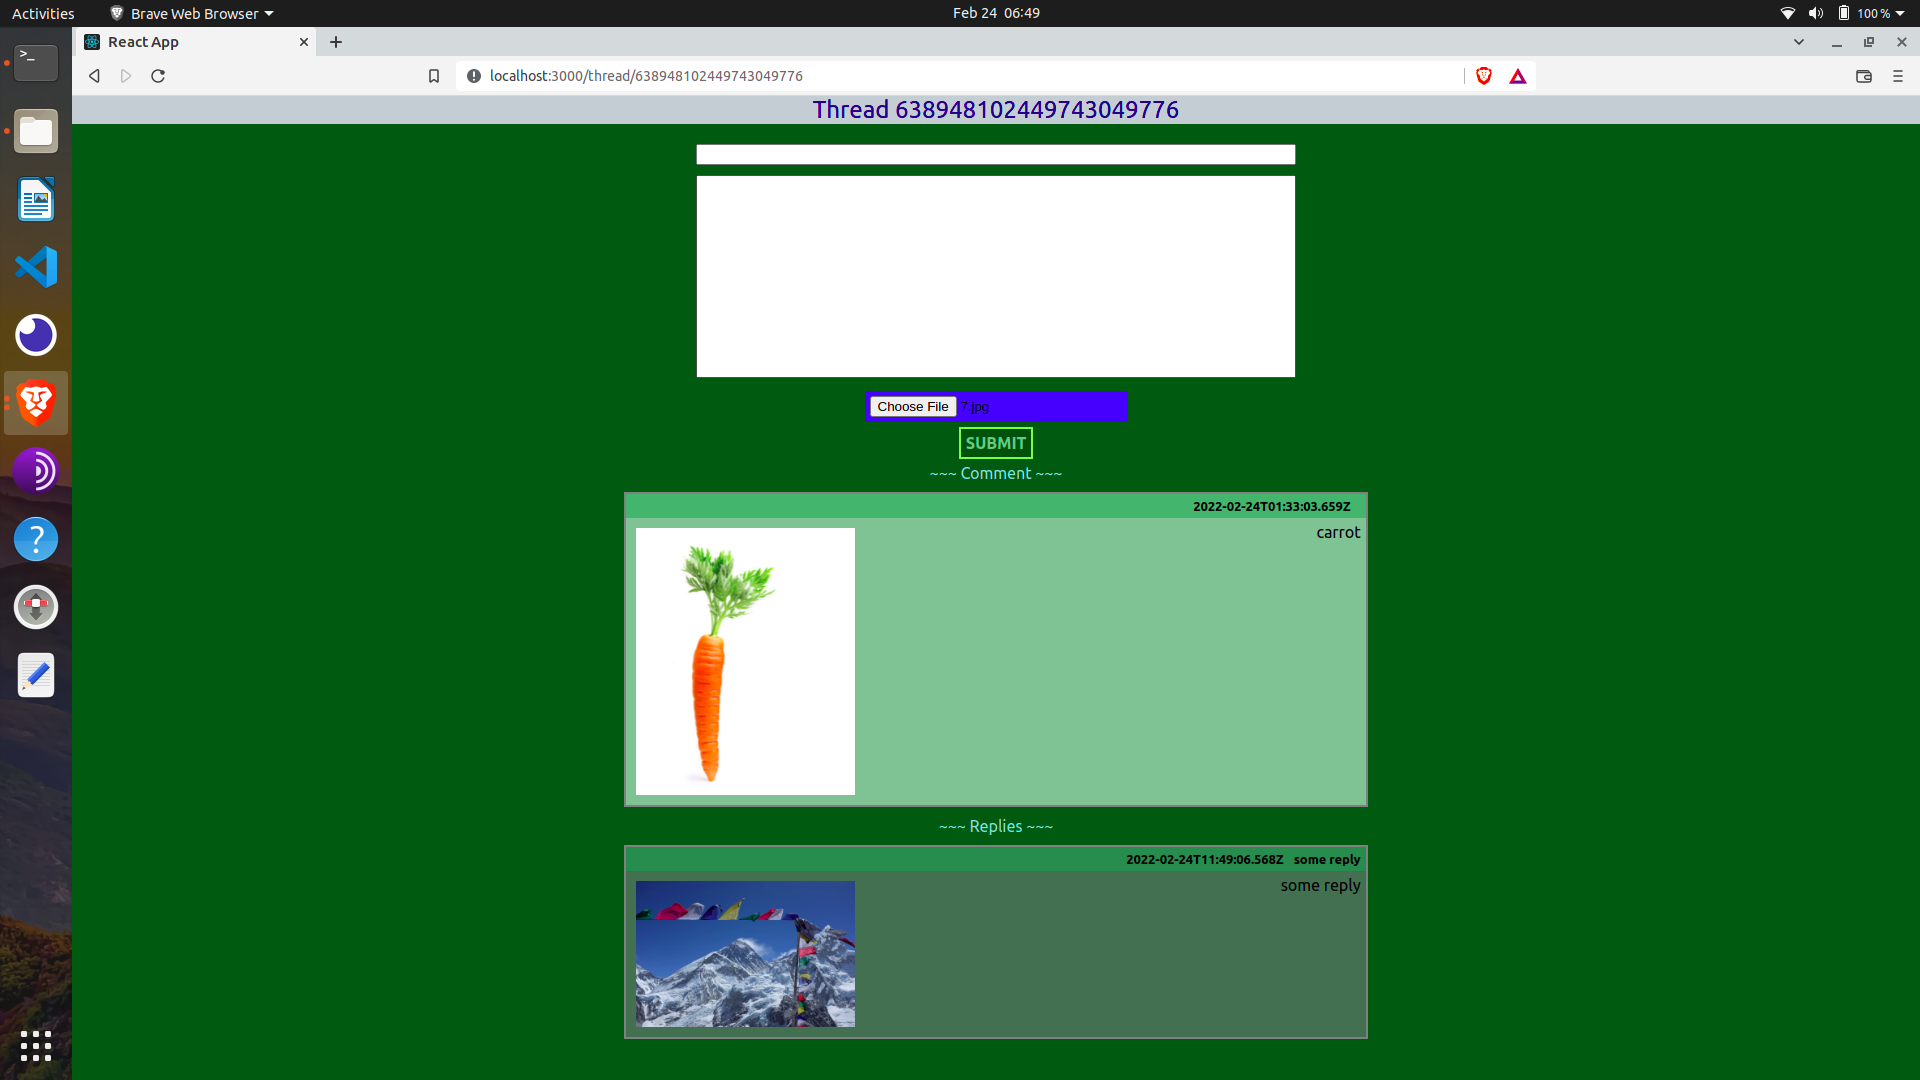 Activities
Brave Web Browser
Feb 24 06:49
100 %
React App
localhost:3000/thread/638948102449743049776
Thread 638948102449743049776
Choose File 7.jpg
SUBMIT
~~~ Comment ~~~
2022-02-24T01:33:03.659Z
carrot
~~~ Replies ~~~
2022-02-24T11:49:06.568Z some reply
some reply